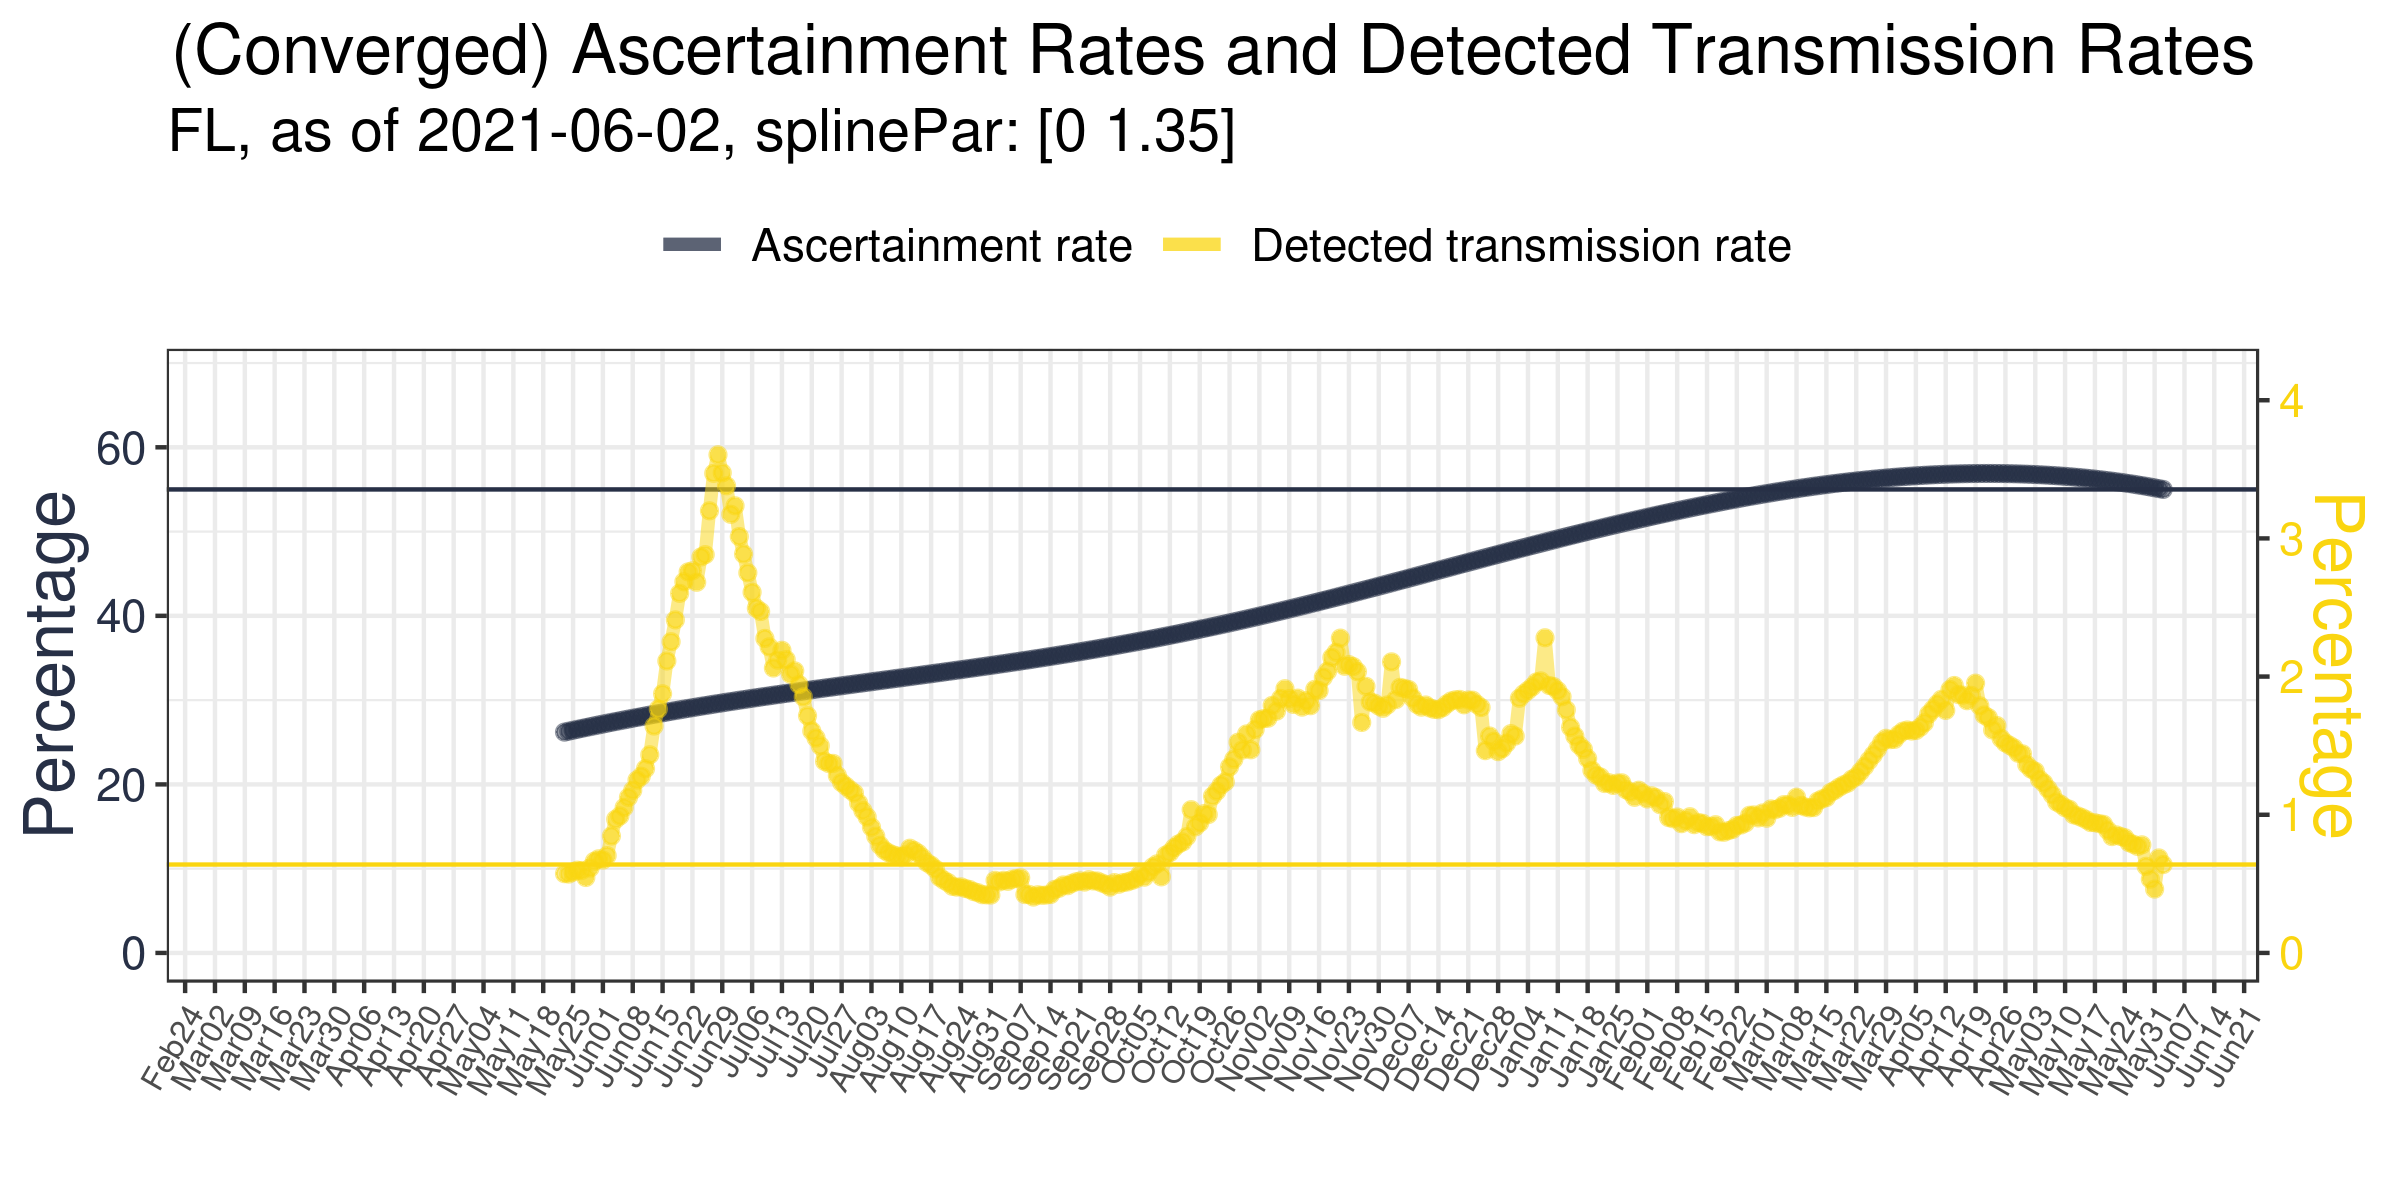 (Converged) Ascertainment Rates and Detected Transmission Rates
FL, as of 2021-06-02, splinePar: [0 1.35]
Ascertainment rate Detected transmission rate
Percentage
60
40
20
0
4
3
2
1
0
Percentage
Feb24 Mar02 Mar09 Mar16 Mar23 Mar30 Apr06 Apr13 Apr20 Apr27 May04 May11 May18 May25 Jun01 Jun08 Jun15 Jun22 Jun29 Jul06 Jul13 Jul20 Jul27 Aug03 Aug10 Aug17 Aug24 Aug31 Sep07 Sep14 Sep21 Sep28 Oct05 Oct12 Oct19 Oct26 Nov02 Nov09 Nov16 Nov23 Nov30 Dec07 Dec14 Dec21 Dec28 Jan04 Jan11 Jan18 Jan25 Feb01 Feb08 Feb15 Feb22 Mar01 Mar08 Mar15 Mar22 Mar29 Apr05 Apr12 Apr19 Apr26 May03 May10 May17 May24 May31 Jun07 Jun14 Jun21